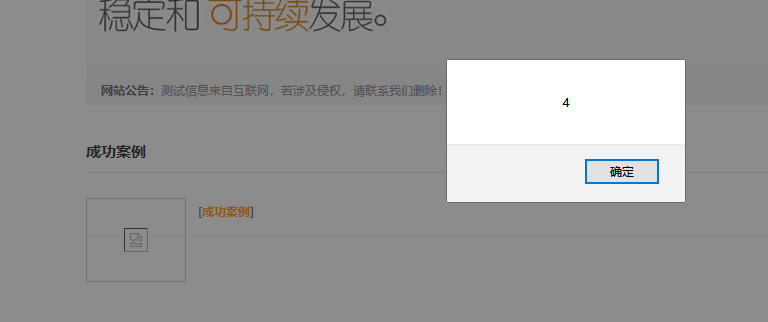 稳定和 可持续发展。
网站公告：测试信息来自互联网，若涉及侵权，请联系我们删除！
4
确定
成功案例
[成功案例]